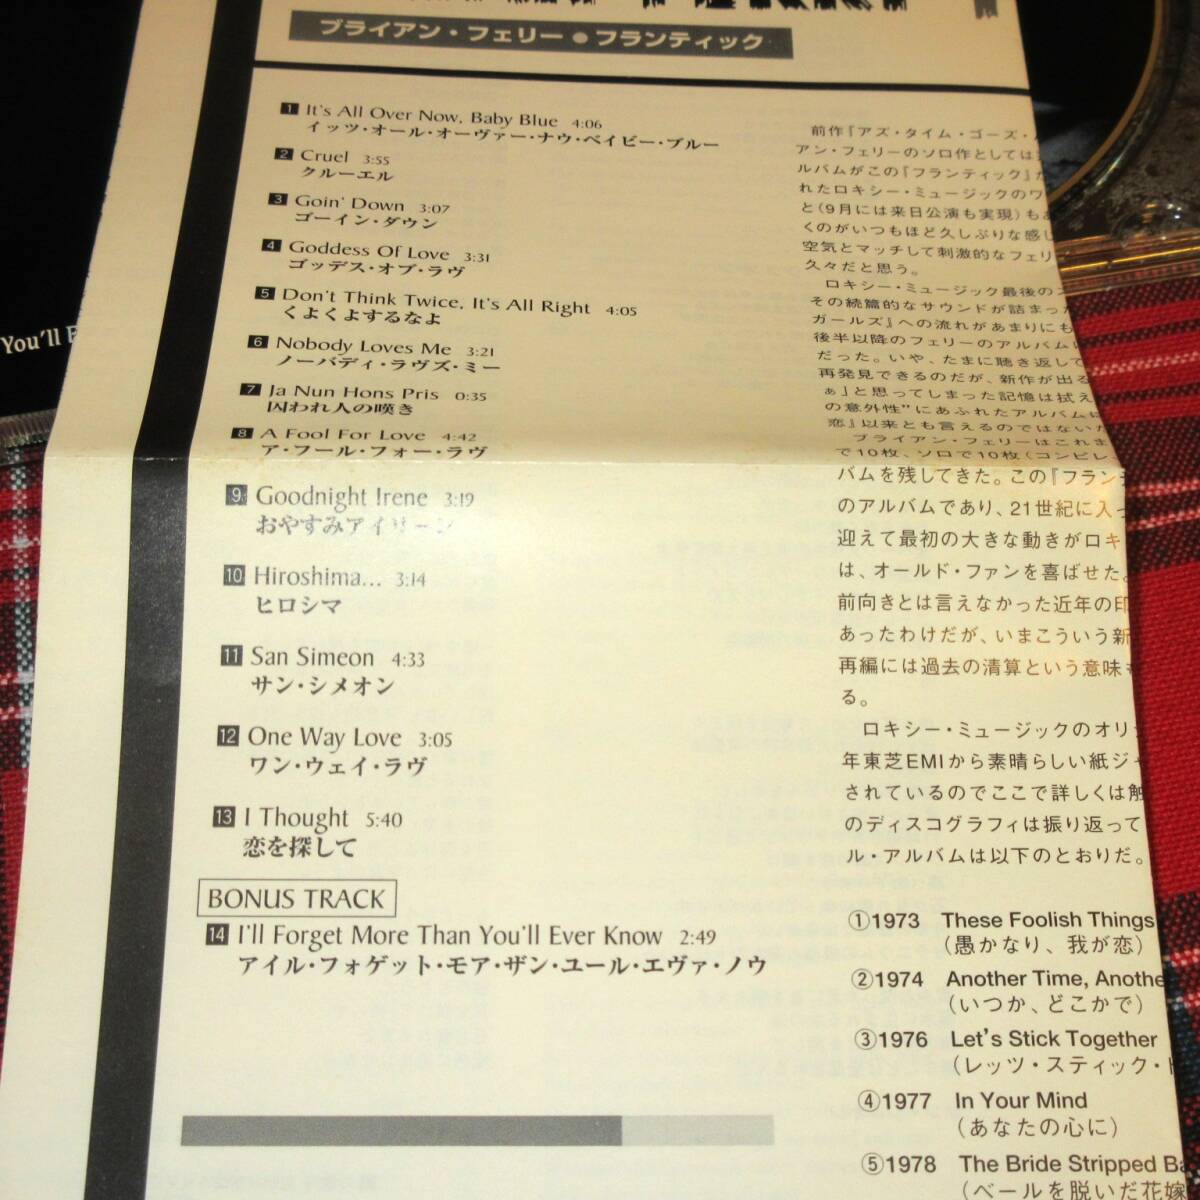 ブライアン・フェリー●フランティック
1 It's All Over Now, Baby Blue 4:06
イッツ・オール・オーヴァー・ナウ・ベイビー・ブルー
2 Cruel 3:55
クルーエル
3 Goin' Down 3:07
ゴーイン・ダウン
4 Goddess Of Love 3:31
ゴッデス・オブ・ラヴ
5 Don't Think Twice, It's All Right 4:05
くよくよするなよ
6 Nobody Loves Me 3:21
ノーバディ・ラヴズ・ミー
7 Ja Nun Hons Pris 0:35
囚われ人の嘆き
8 A Fool For Love 4:42
ア・フール・フォー・ラヴ
9 Goodnight Irene 3:19
おやすみアイリーン
10 Hiroshima... 3:14
ヒロシマ
11 San Simeon 4:33
サン・シメオン
12 One Way Love 3:05
ワン・ウェイ・ラヴ
13 I Thought 5:40
恋を探して
BONUS TRACK
14 I'll Forget More Than You'll Ever Know 2:49
アイル・フォゲット・モア・ザン・ユール・エヴァ・ノウ
You'll
前作『アズ・タイム・ゴーズ・
アン・フェリーのソロ作としては
ルバムがこの『フランティック』だ
れたロキシー・ミュージックのワ
と(9月には来日公演も実現)もあ
くのがいつもほど久しぶりな感じ
空気とマッチして刺激的なフェリ
久々だと思う。
ロキシー・ミュージック最後の
その続篇的なサウンドが詰まった
ガールズ』への流れがあまりにも
後半以降のフェリーのアルバムに
だった。いや、たまに聴き返して
再発見できるのだが、新作が出る
ぁ」と思ってしまった記憶は拭え
の意外性"にあふれたアルバムに
恋』以来とも言えるのではないか
ブライアン・フェリーはこれま
で10枚、ソロで10枚(コンピレ
バムを残してきた。この『フラン
のアルバムであり、21世紀に入っ
迎えて最初の大きな動きがロキ
は、オールド・ファンを喜ばせた。
前向きとは言えなかった近年の印
あったわけだが、いまこういう新
再編には過去の清算という意味も
る。
ロキシー・ミュージックのオリ
年東芝EMIから素晴らしい紙ジャ
されているのでここで詳しくは触
のディスコグラフィは振り返って
ル・アルバムは以下のとおりだ。
①1973 These Foolish Things
(愚かなり、我が恋)
②1974 Another Time, Anothe
(いつか、どこかで)
③1976 Let's Stick Together
(レッツ・スティック・ト
④1977 In Your Mind
(あなたの心に)
⑤1978 The Bride Stripped Ba
(ベールを脱いだ花嫁